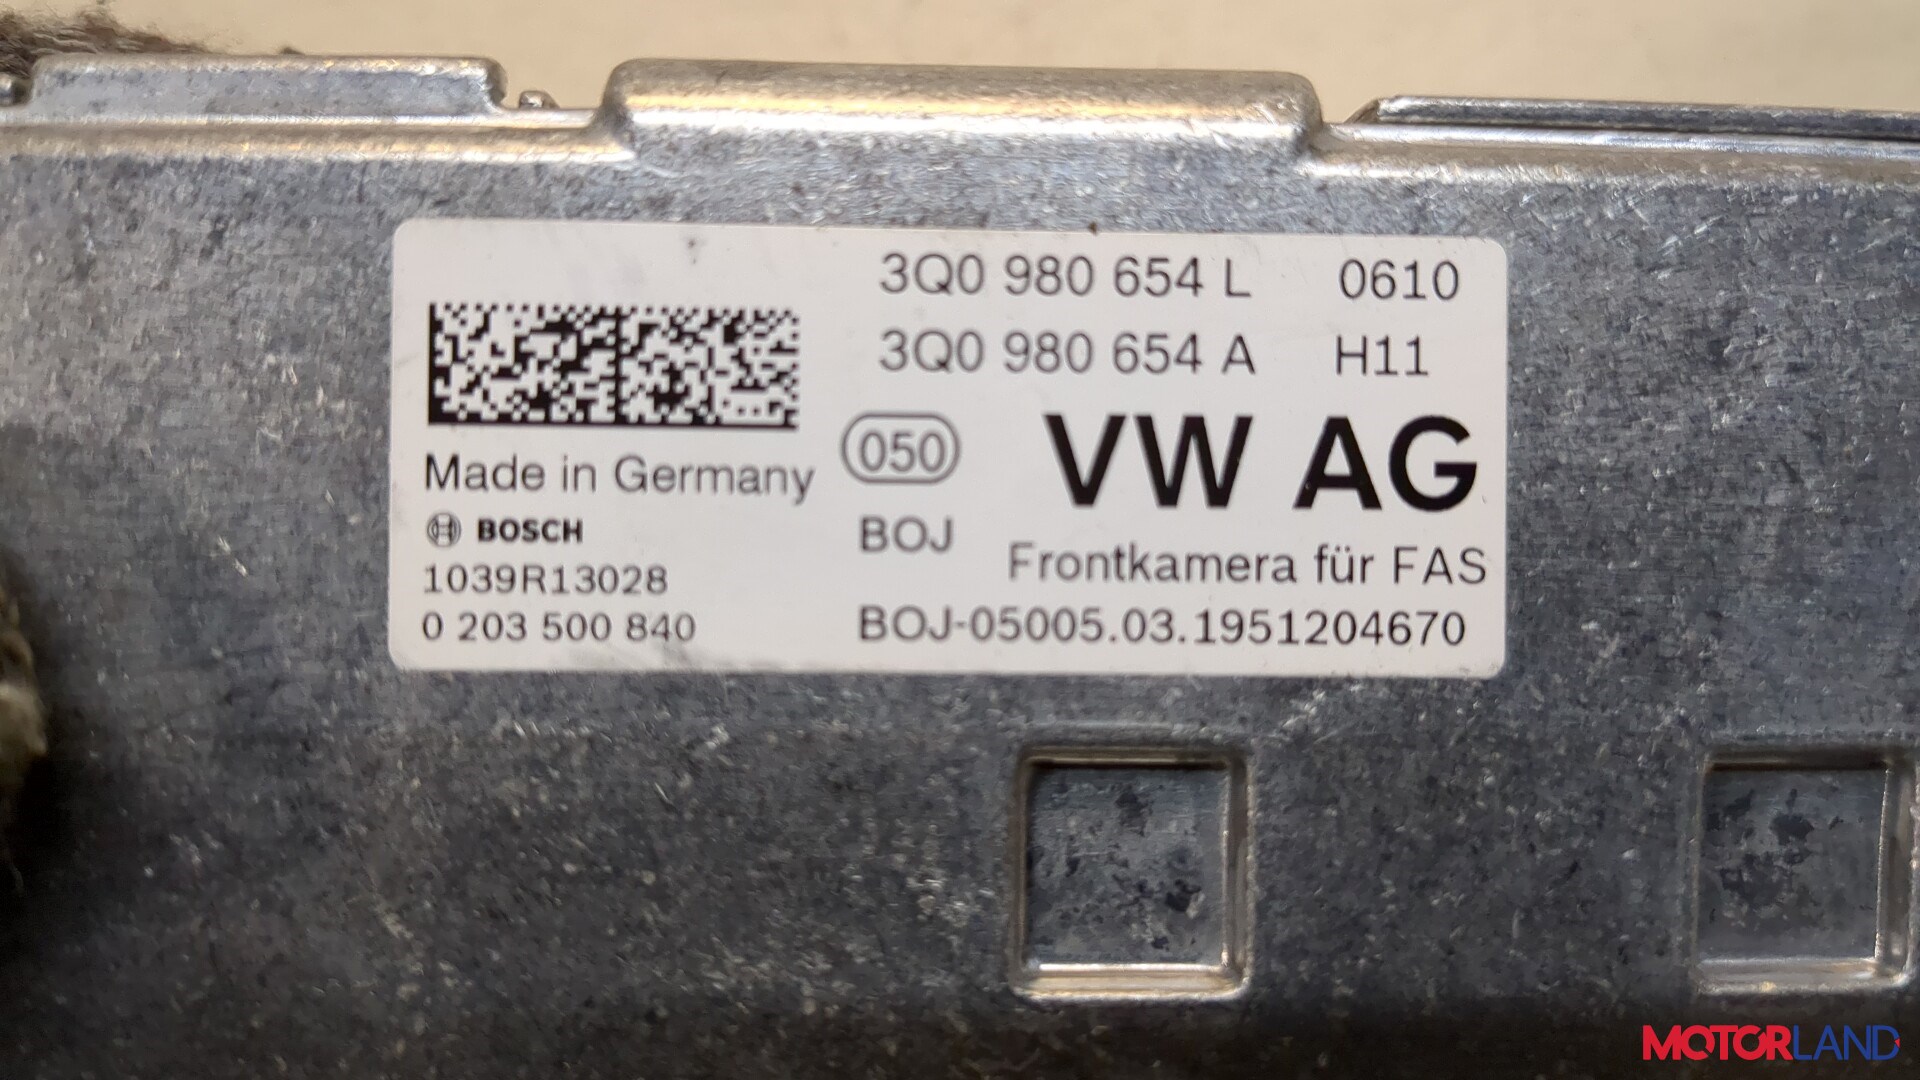 3Q0 980 654 L 0610
3Q0 980 654 A H11
050
VW AG
Made in Germany
BOSCH
BOJ
Frontkamera für FAS
1039R13028
0 203 500 840
BOJ-05005.03.1951204670
MOTORLAND